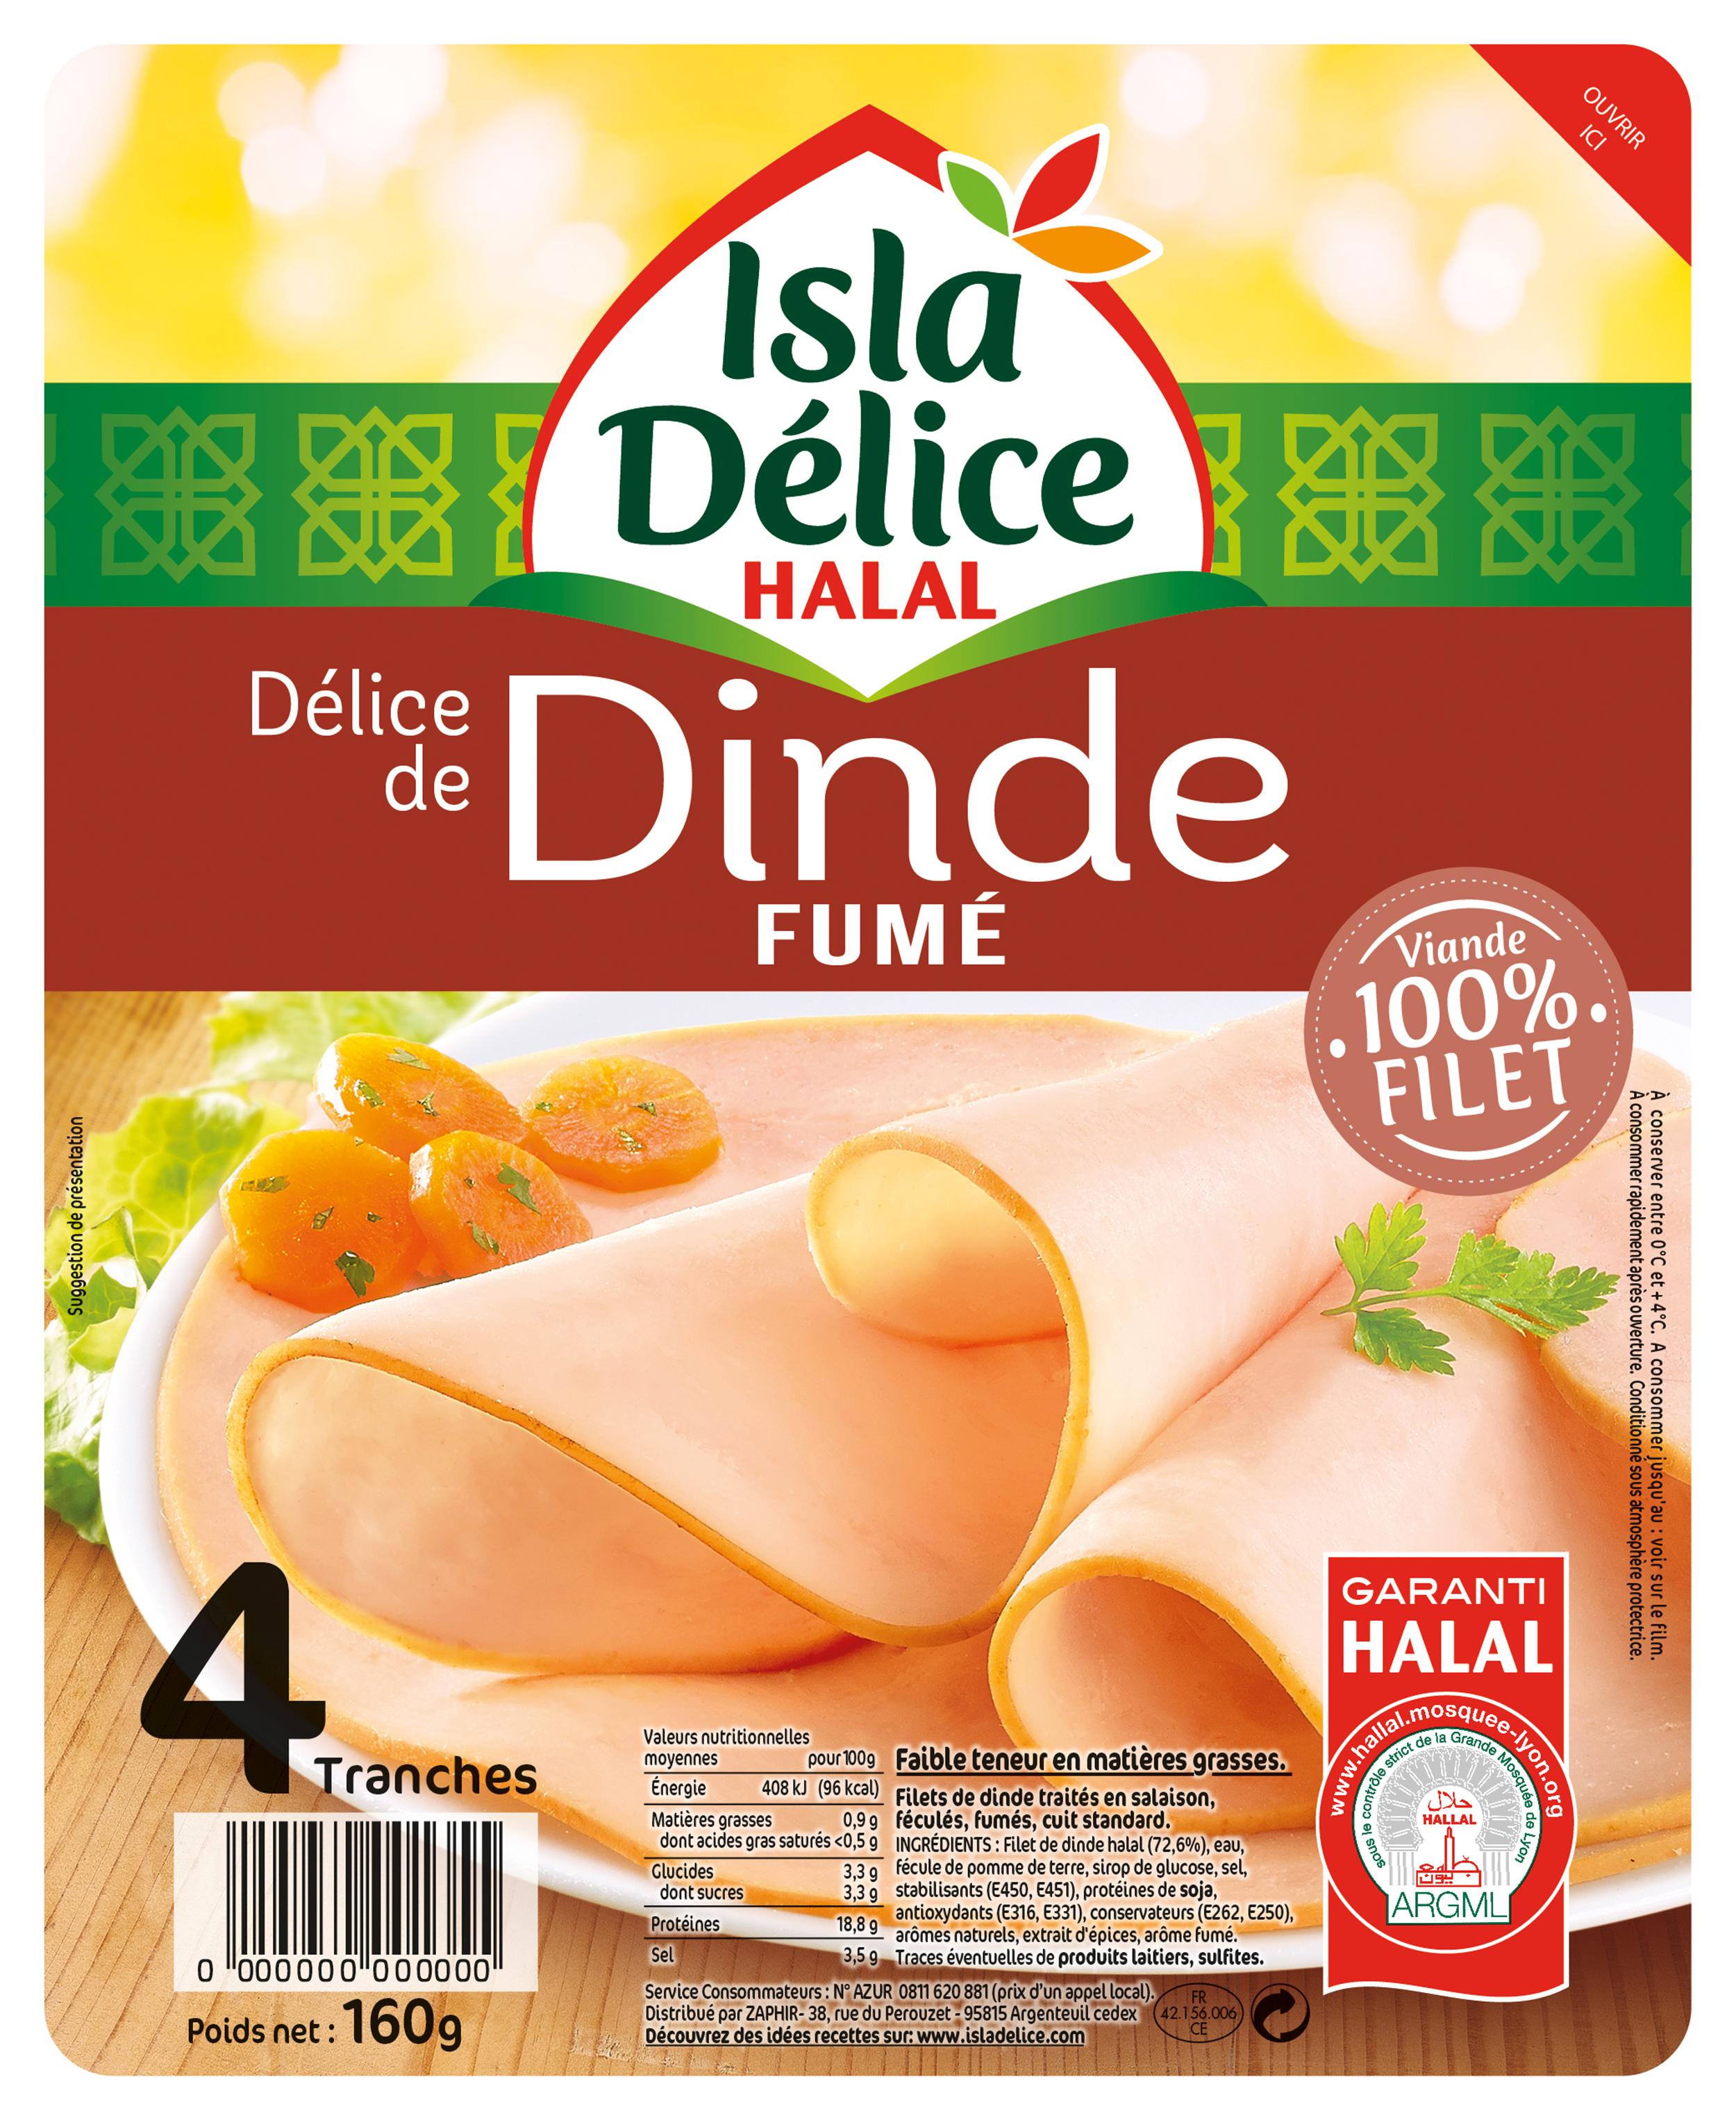 OUVRIR
ICI
Isla
Délice
HALAL
Délice
de
Dinde
FUMÉ
Viande
100%
FILET
Suggestion de présentation
À conserver entre 0°C et +4°C. A consommer jusqu'au : voir sur le film.
A consommer rapidement après ouverture. Conditionné sous atmosphère protectrice.
4
Tranches
0 000000 000000
Poids net : 160g
Valeurs nutritionnelles
moyennes pour 100g
Énergie 408 kJ (96 kcal)
Matières grasses 0,9 g
dont acides gras saturés <0,5 g
Glucides 3,3 g
dont sucres 3,3 g
Protéines 18,8 g
Sel 3,5 g
Faible teneur en matières grasses.
Filets de dinde traités en salaison,
féculés, fumés, cuit standard.
INGRÉDIENTS : Filet de dinde halal (72,6%), eau,
fécule de pomme de terre, sirop de glucose, sel,
stabilisants (E450, E451), protéines de soja,
antioxydants (E316, E331), conservateurs (E262, E250),
arômes naturels, extrait d'épices, arôme fumé.
Traces éventuelles de produits laitiers, sulfites.
Service Consommateurs : N° AZUR 0811 620 881 (prix d'un appel local).
Distribué par ZAPHIR- 38, rue du Perouzet - 95815 Argenteuil cedex
Découvrez des idées recettes sur: www.isladelice.com
FR
42.156.006
CE
GARANTI
HALAL
www.hallal.mosquee-lyon.org
sous le contrôle strict de la Grande Mosquée de Lyon
حلال
HALLAL
ليون
ARGML